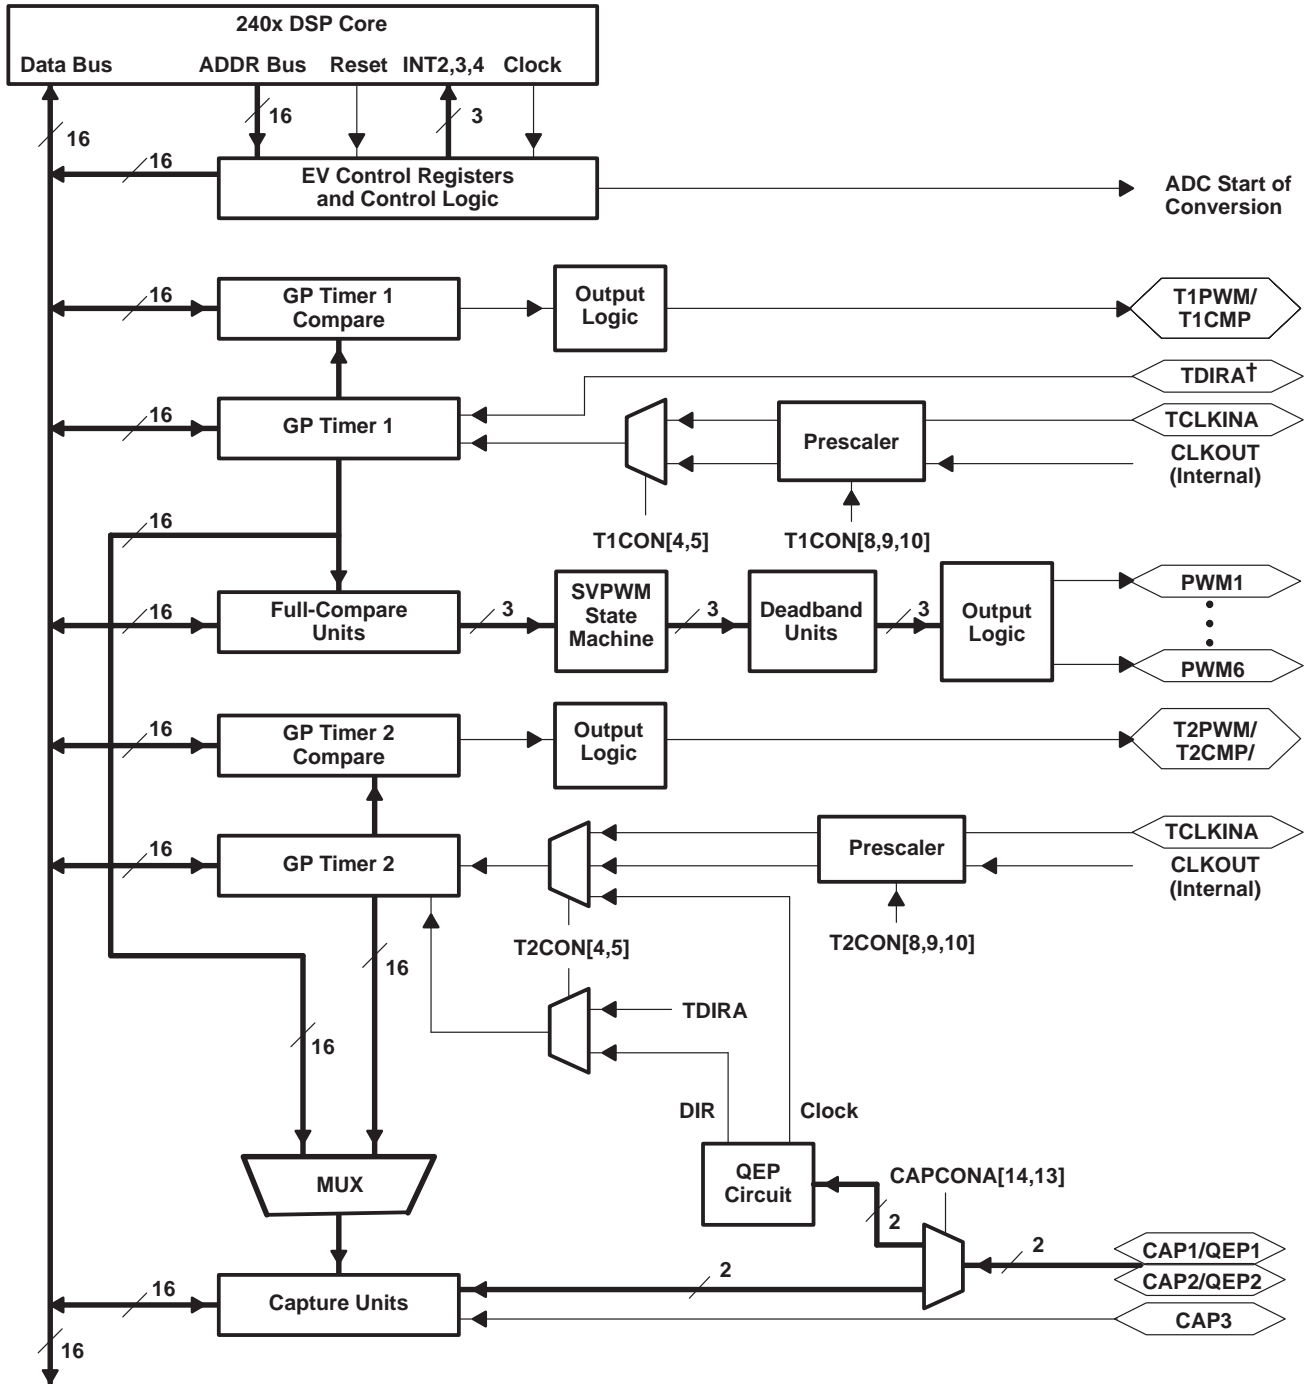 240x DSP Core
Data Bus
ADDR Bus
Reset
INT2,3,4
Clock
16
16
3
16
EV Control Registers
and Control Logic
ADC Start of
Conversion
16
GP Timer 1
Compare
Output
Logic
T1PWM/
T1CMP
TDIRA†
16
GP Timer 1
Prescaler
TCLKINA
CLKOUT
(Internal)
16
T1CON[4,5]
T1CON[8,9,10]
16
Full-Compare
Units
3
SVPWM
State
Machine
3
Deadband
Units
3
Output
Logic
PWM1
PWM6
16
GP Timer 2
Compare
Output
Logic
T2PWM/
T2CMP/
16
GP Timer 2
Prescaler
TCLKINA
CLKOUT
(Internal)
T2CON[4,5]
T2CON[8,9,10]
16
TDIRA
16
DIR
Clock
MUX
QEP
Circuit
CAPCONA[14,13]
2
2
CAP1/QEP1
CAP2/QEP2
2
16
Capture Units
CAP3
16